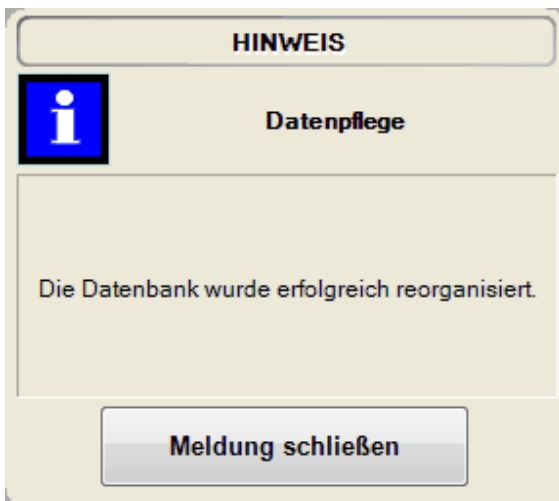 HINWEIS
Datenpflege
Die Datenbank wurde erfolgreich reorganisiert.
Meldung schließen